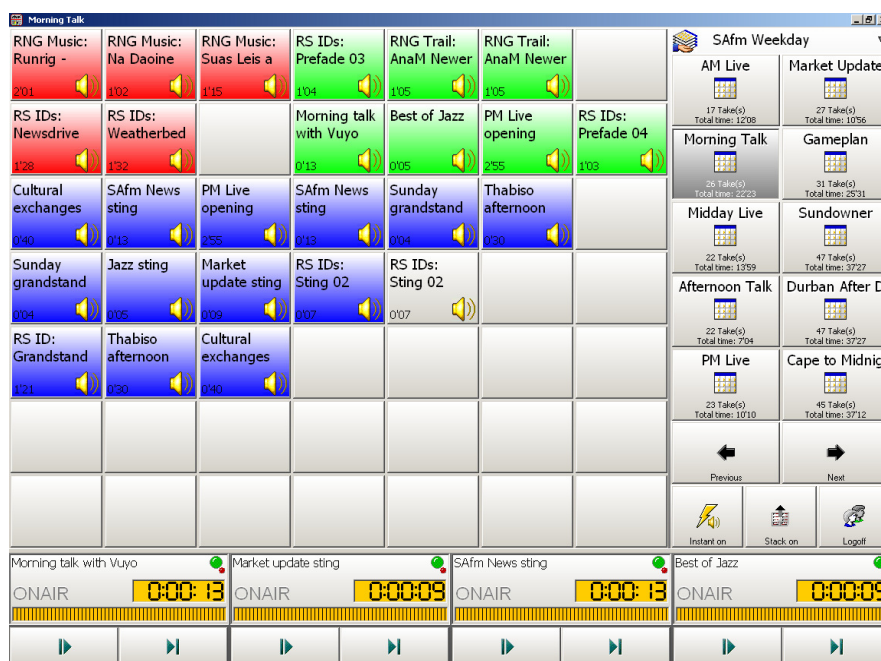 Morning Talk
RNG Music:
Runrig -
2'01
RNG Music:
Na Daoine
1'02
RNG Music:
Suas Leis a
1'15
RS IDs:
Prefade 03
1'04
RNG Trail:
AnaM Newer
1'05
RNG Trail:
AnaM Newer
1'05
RS IDs:
Newsdrive
1'28
RS IDs:
Weatherbed
1'32
Morning talk
with Vuyo
0'13
Best of Jazz
0'05
PM Live
opening
2'55
RS IDs:
Prefade 04
1'03
Cultural
exchanges
0'40
SAfm News
sting
0'13
PM Live
opening
2'55
SAfm News
sting
0'13
Sunday
grandstand
0'04
Thabiso
afternoon
0'30
Sunday
grandstand
0'04
Jazz sting
0'05
Market
update sting
0'09
RS IDs:
Sting 02
0'07
RS IDs:
Sting 02
0'07
RS ID:
Grandstand
1'21
Thabiso
afternoon
0'30
Cultural
exchanges
0'40
SAfm Weekday
AM Live
17 Take(s)
Total time: 12'08
Market Update
27 Take(s)
Total time: 10'56
Morning Talk
26 Take(s)
Total time: 22'23
Gameplan
31 Take(s)
Total time: 25'31
Midday Live
22 Take(s)
Total time: 13'59
Sundowner
47 Take(s)
Total time: 37'27
Afternoon Talk
22 Take(s)
Total time: 7'04
Durban After D
47 Take(s)
Total time: 37'27
PM Live
23 Take(s)
Total time: 10'10
Cape to Midnig
45 Take(s)
Total time: 37'12
Previous
Next
Instant on
Stack on
Logoff
Morning talk with Vuyo
ONAIR 0:00:13
Market update sting
ONAIR 0:00:09
SAfm News sting
ONAIR 0:00:13
Best of Jazz
ONAIR 0:00:05